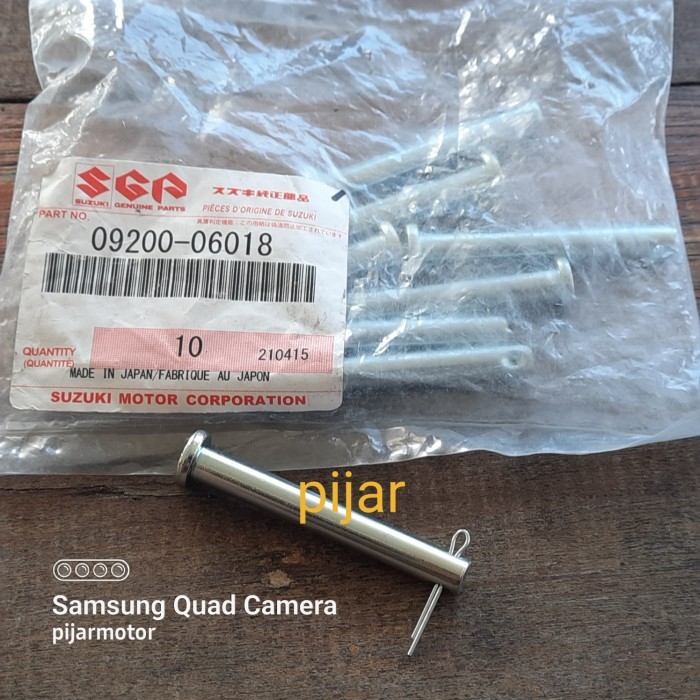 SGP
スズキ純正部品
SUZUKI GENUINE PARTS
PIÈCES D'ORIGINE DE SUZUKI
PART NO.
09200-06018
QUANTITY
(QUANTITÉ)
10
210415
MADE IN JAPAN/FABRIQUE AU JAPON
SUZUKI MOTOR CORPORATION
pijar
Samsung Quad Camera
pijarmotor